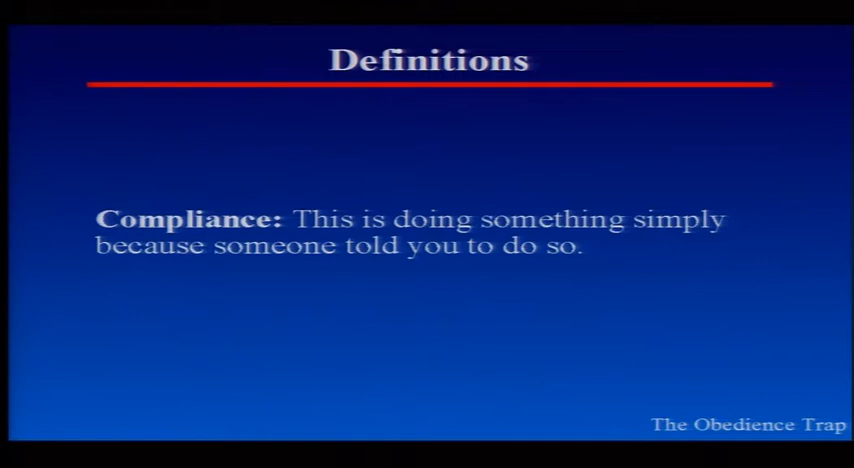 Definitions
Compliance: This is doing something simply
because someone told you to do so.
The Obedience Trap